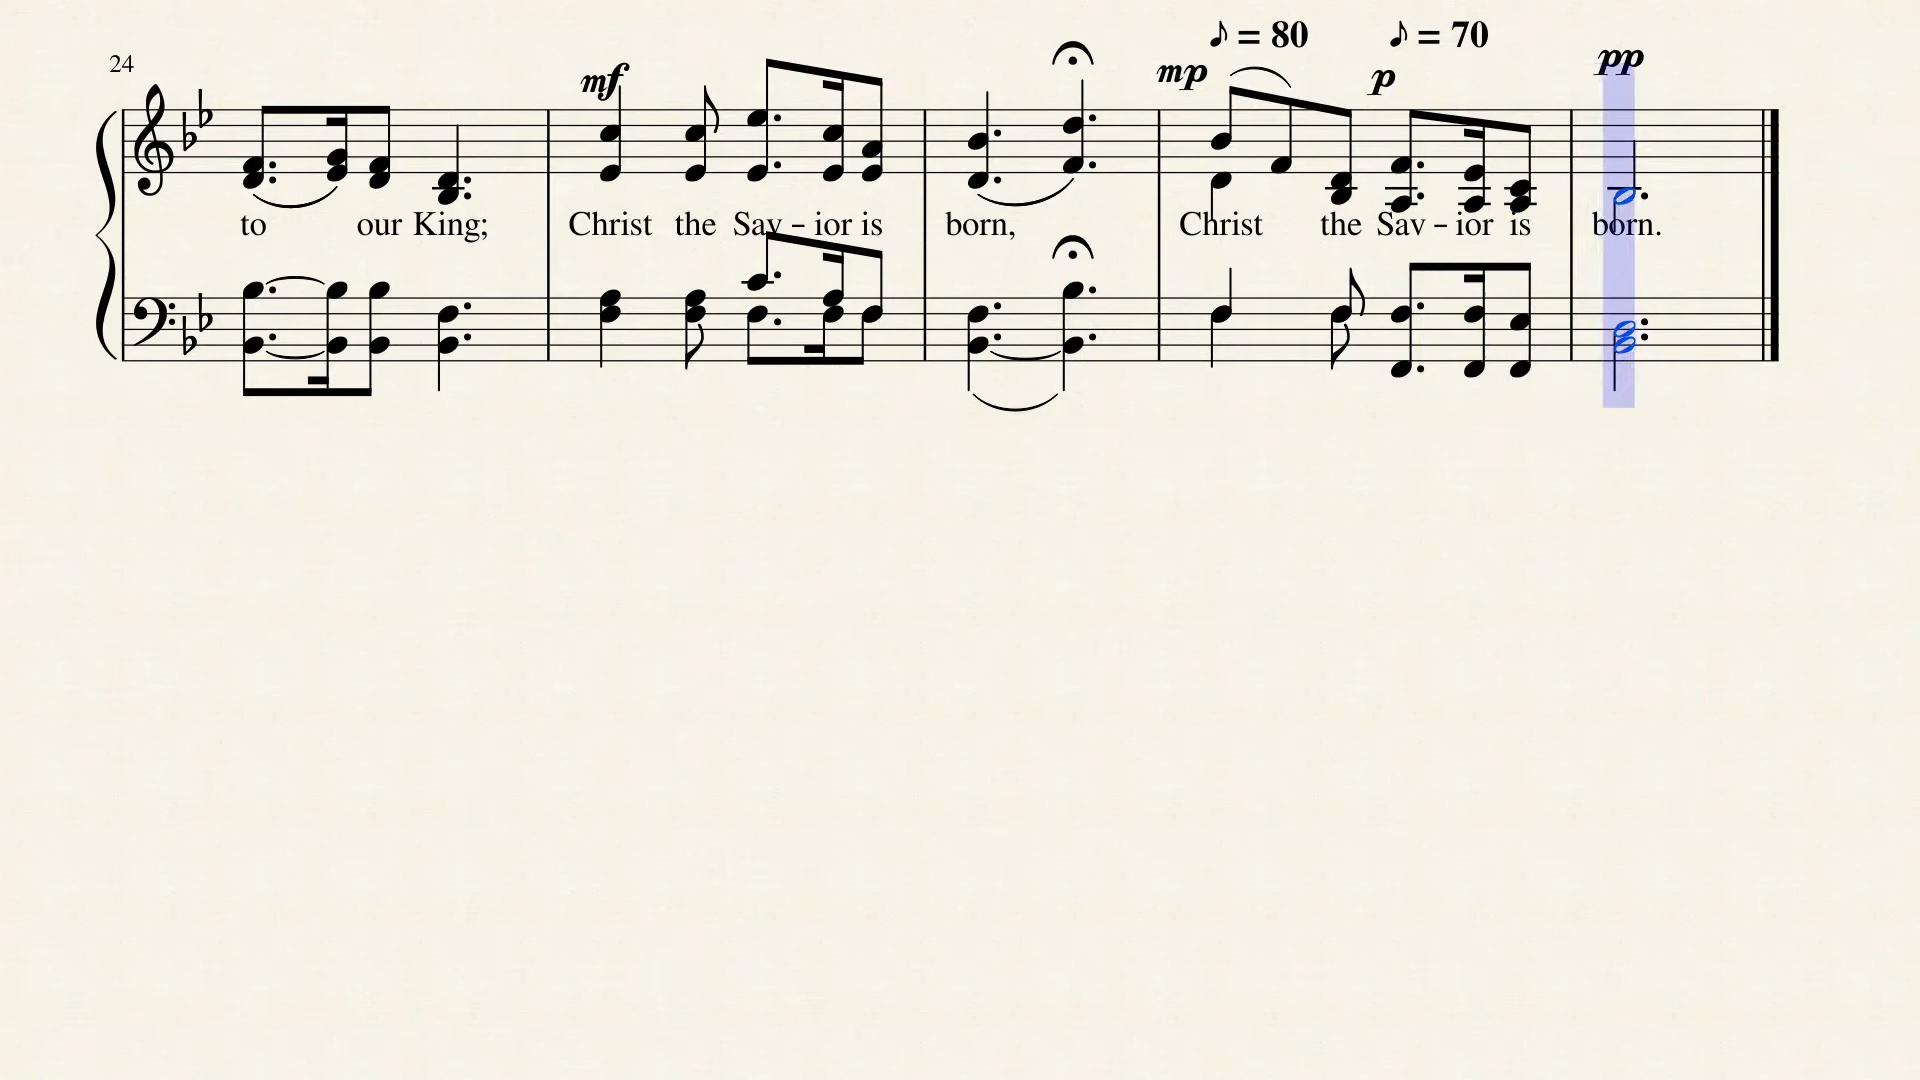 ♪ = 80 ♪ = 70
24 mf mp p pp
to our King; Christ the Sav – ior is born, Christ the Sav – ior is born.